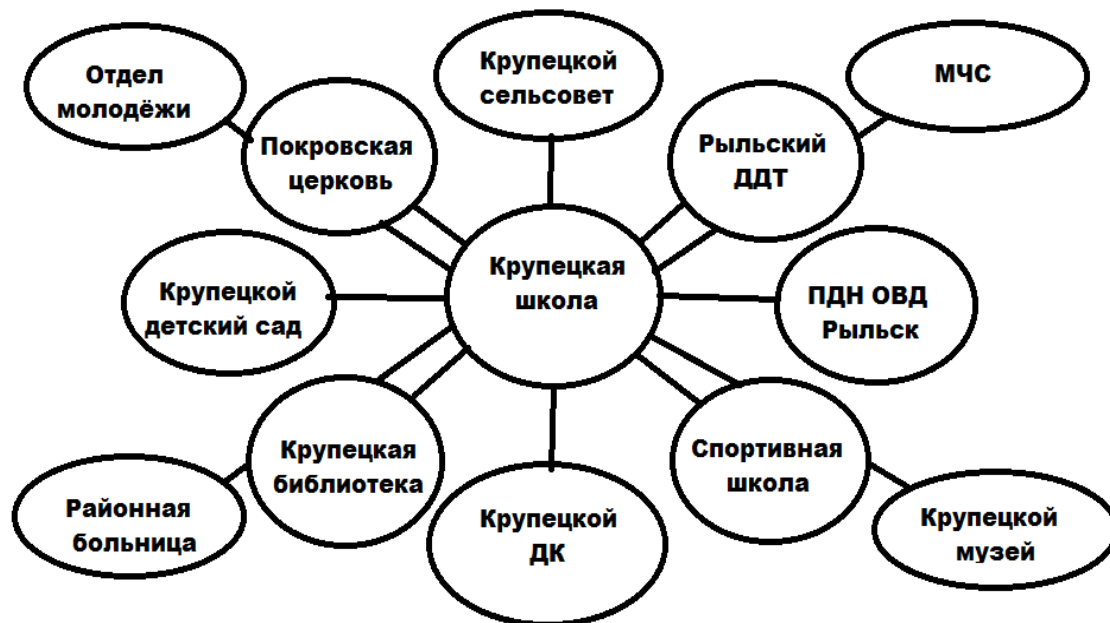 Отдел
молодёжи
Крупецкой
сельсовет
МЧС
Покровская
церковь
Рыльский
ДДТ
Крупецкой
детский сад
Крупецкая
школа
ПДН ОВД
Рыльск
Крупецкая
библиотека
Спортивная
школа
Районная
больница
Крупецкой
ДК
Крупецкой
музей